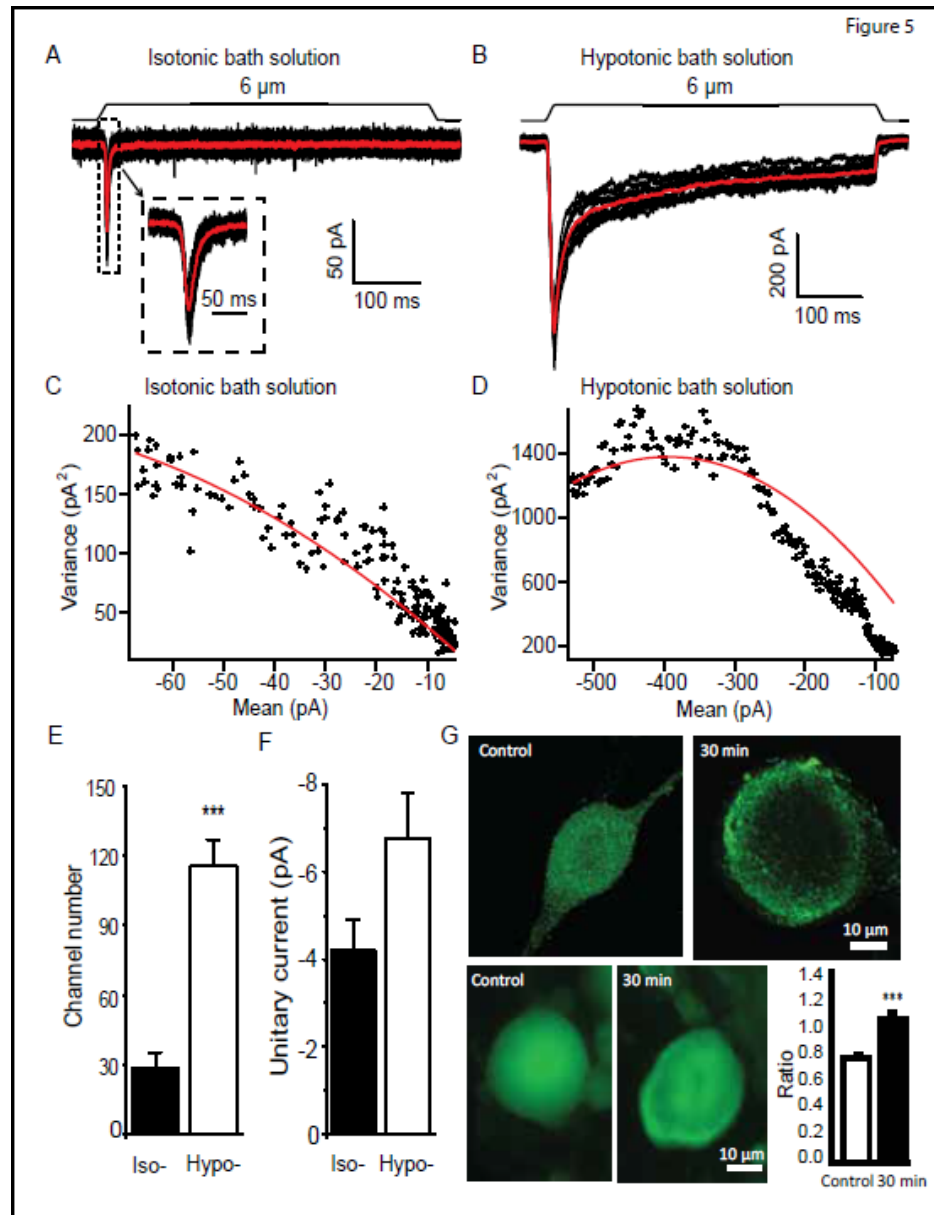 Figure 5
A
Isotonic bath solution
6 µm
50 ms
50 pA
100 ms
B
Hypotonic bath solution
6 µm
200 pA
100 ms
C
Isotonic bath solution
Variance (pA²)
200
150
100
50
-60 -50 -40 -30 -20 -10
Mean (pA)
D
Hypotonic bath solution
Variance (pA²)
1400
1000
600
200
-500 -400 -300 -200 -100
Mean (pA)
E
Channel number
150
120
90
60
30
0
***
Iso- Hypo-
F
Unitary current (pA)
-8
-6
-4
-2
0
Iso- Hypo-
G
Control
30 min
10 µm
Control
30 min
10 µm
Ratio
1.4
1.2
1.0
0.8
0.6
0.4
0.2
0.0
***
Control 30 min